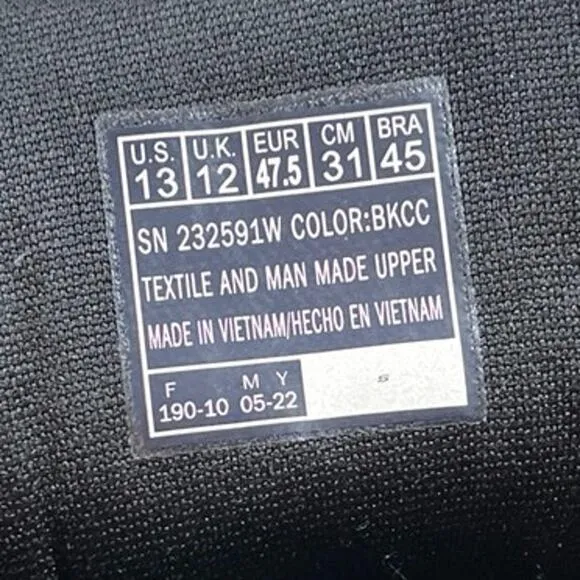 U.S. U.K. EUR CM BRA
13 12 47.5 31 45
SN 232591W COLOR:BKCC
TEXTILE AND MAN MADE UPPER
MADE IN VIETNAM/HECHO EN VIETNAM
F M Y
190-10 05-22
S